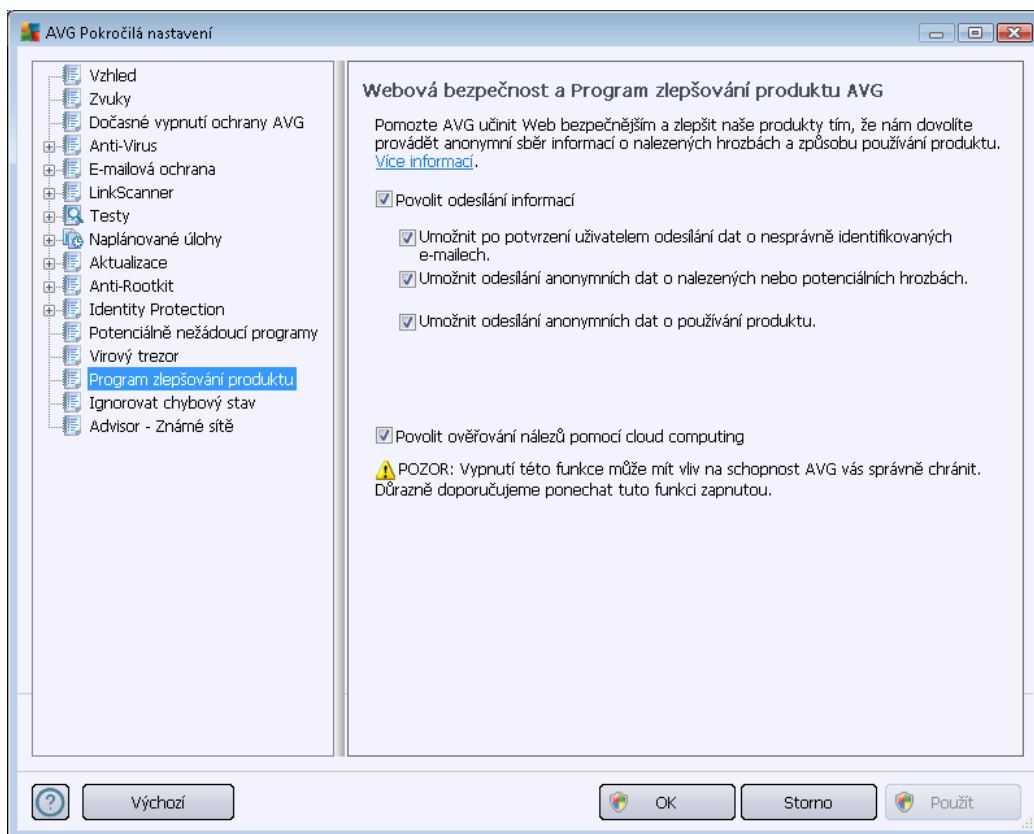 AVG Pokročilá nastavení
Vzhled
Zvuky
Dočasné vypnutí ochrany AVG
Anti-Virus
E-mailová ochrana
LinkScanner
Testy
Naplánované úlohy
Aktualizace
Anti-Rootkit
Identity Protection
Potenciálně nežádoucí programy
Virový trezor
Program zlepšování produktu
Ignorovat chybový stav
Advisor - Známé sítě
Webová bezpečnost a Program zlepšování produktu AVG
Pomozte AVG učinit Web bezpečnějším a zlepšit naše produkty tím, že nám dovolíte
provádět anonymní sběr informací o nalezených hrozbách a způsobu používání produktu.
Více informací.
Povolit odesílání informací
Umožnit po potvrzení uživatelem odesílání dat o nesprávně identifikovaných
e-mailech.
Umožnit odesílání anonymních dat o nalezených nebo potenciálních hrozbách.
Umožnit odesílání anonymních dat o používání produktu.
Povolit ověřování nálezů pomocí cloud computing
POZOR: Vypnutí této funkce může mít vliv na schopnost AVG vás správně chránit.
Důrazně doporučujeme ponechat tuto funkci zapnutou.
Výchozí
OK
Storno
Použít